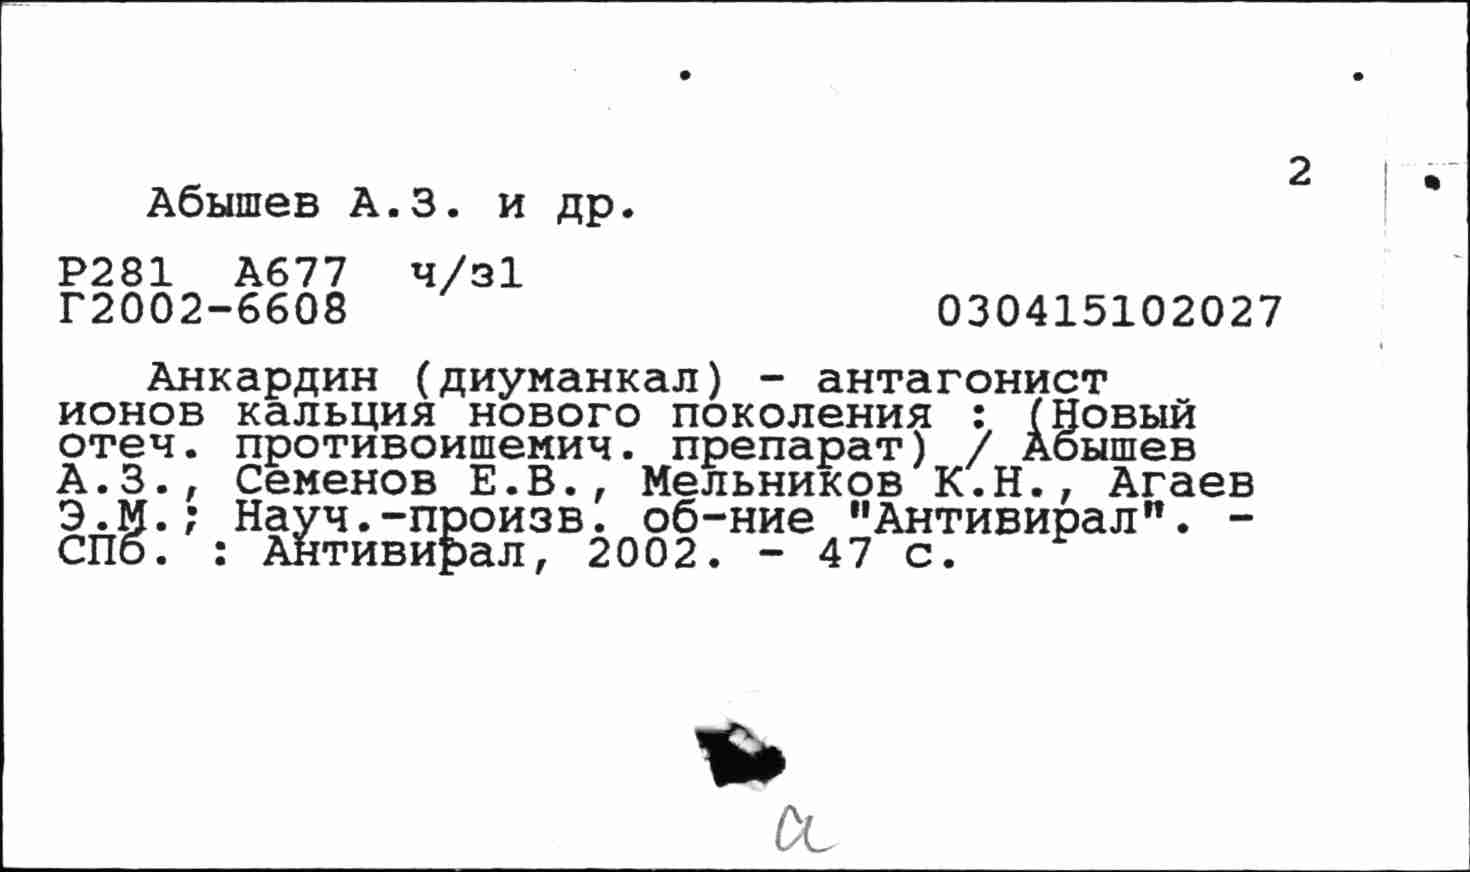 2
Абышев А.З. и др.
Р281 А677 ч/з1
Г2002-6608 030415102027
Анкардин (диуманкал) - антагонист
ионов кальция нового поколения : (Новый
отеч. противоишемич. препарат) / Абышев
А.З., Семенов Е.В., Мельников К.Н., Агаев
Э.М.; Науч.-произв. об-ние "Антивирал". -
СПб. : Антивирал, 2002. - 47 с.
а